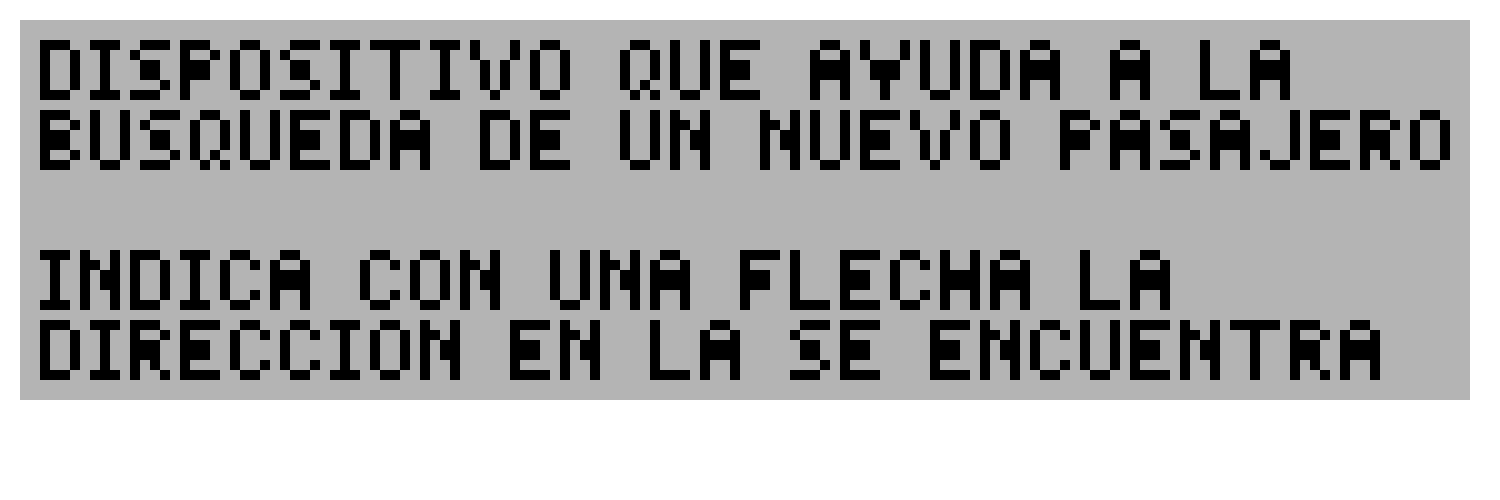 DISPOSITIVO QUE AYUDA A LA
BUSQUEDA DE UN NUEVO PASAJERO
INDICA CON UNA FLECHA LA
DIRECCION EN LA SE ENCUENTRA